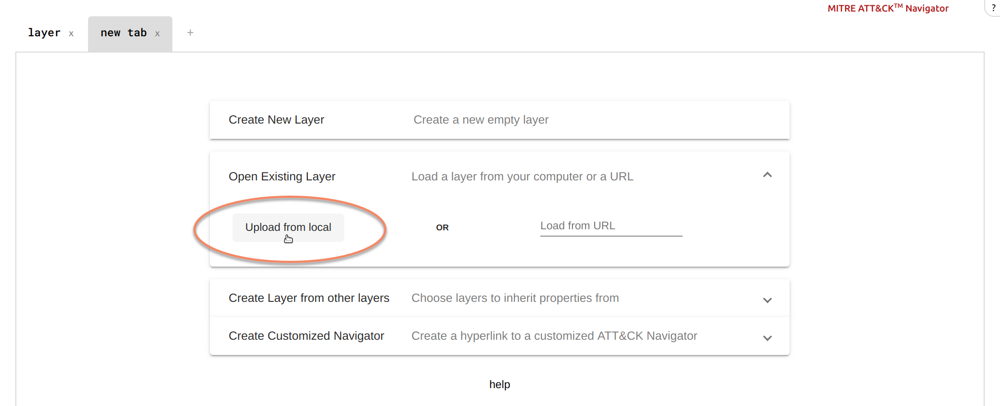 MITRE ATT&CK™ Navigator
?
layer x
new tab x
+
Create New Layer
Create a new empty layer
Open Existing Layer
Load a layer from your computer or a URL
Upload from local
OR
Load from URL
Create Layer from other layers
Choose layers to inherit properties from
Create Customized Navigator
Create a hyperlink to a customized ATT&CK Navigator
help